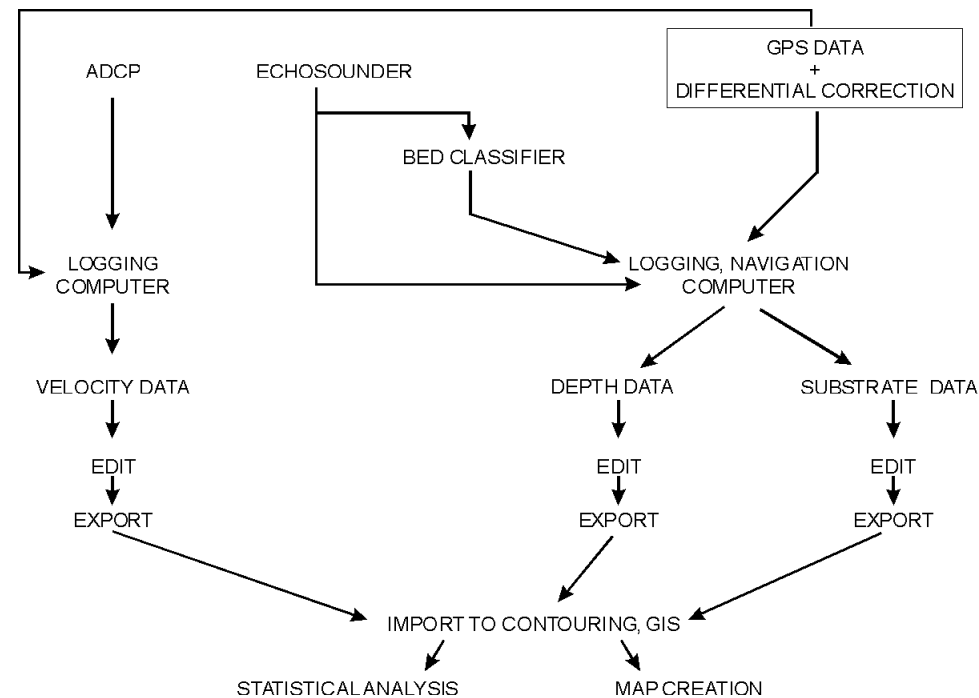 GPS DATA
+
DIFFERENTIAL CORRECTION
ADCP
ECHOSOUNDER
BED CLASSIFIER
LOGGING
COMPUTER
LOGGING, NAVIGATION
COMPUTER
VELOCITY DATA
DEPTH DATA
SUBSTRATE DATA
EDIT
EDIT
EDIT
EXPORT
EXPORT
EXPORT
IMPORT TO CONTOURING, GIS
STATISTICAL ANALYSIS
MAP CREATION